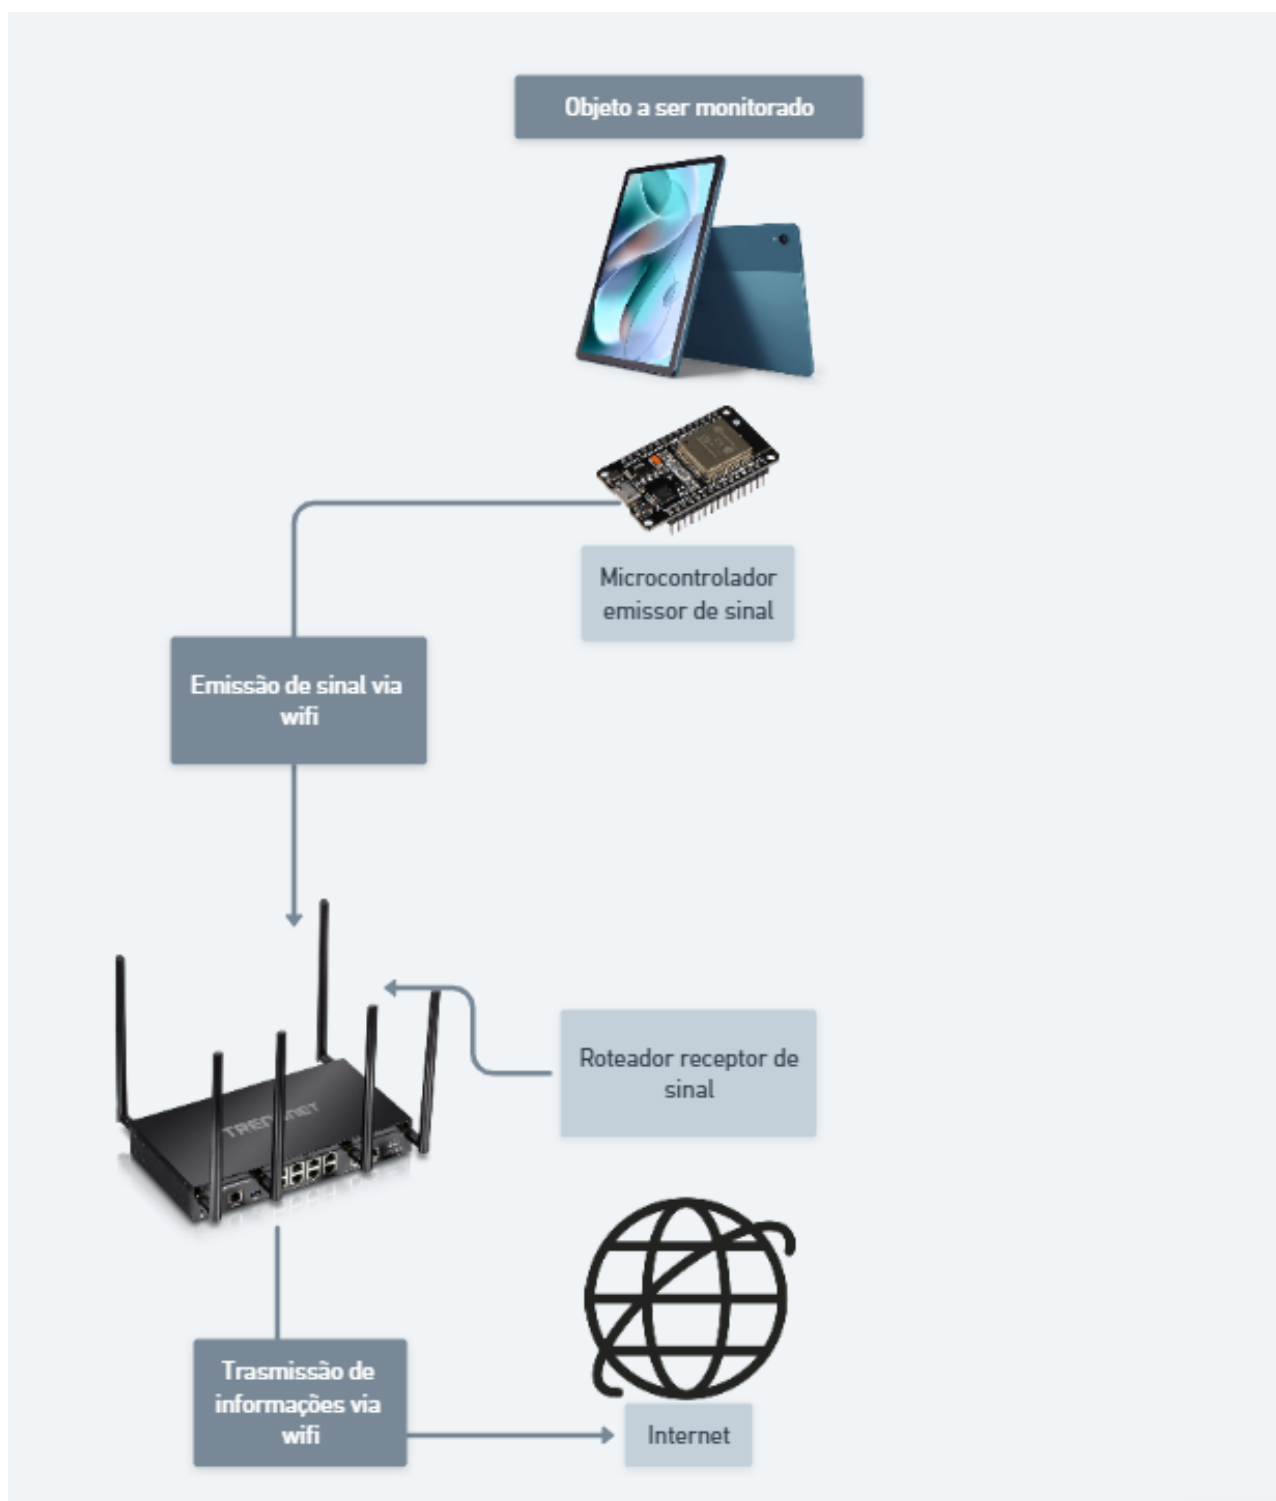 Objeto a ser monitorado
Microcontrolador
emissor de sinal
Emissão de sinal via
wifi
Roteador receptor de
sinal
TRENDNET
Trasmissão de
informações via
wifi
Internet